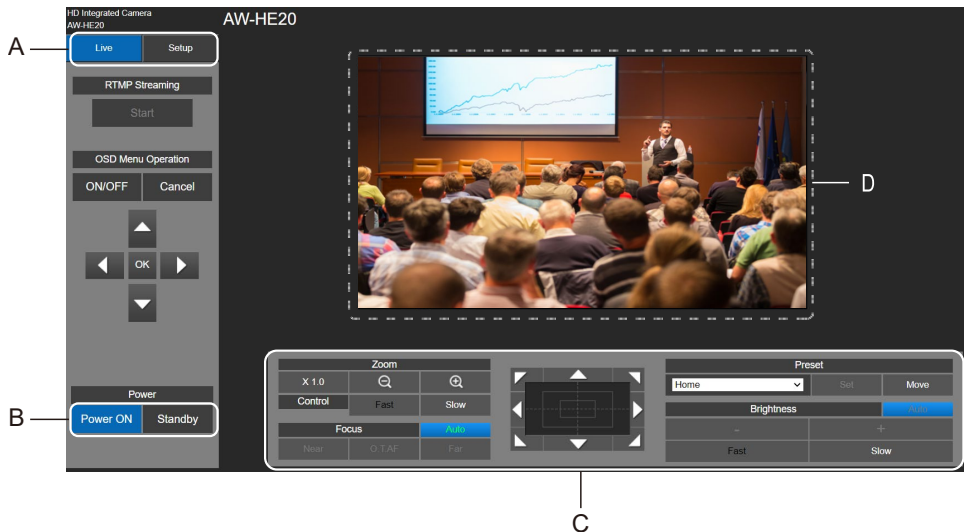 HD Integrated Camera
AW-HE20
AW-HE20
A
Live Setup
RTMP Streaming
Start
OSD Menu Operation
ON/OFF Cancel
OK
D
Power
B
Power ON Standby
Zoom
X 1.0
Control Fast Slow
Focus Auto
Near O.T.AF Far
Preset
Home Set Move
Brightness Auto
- +
Fast Slow
C